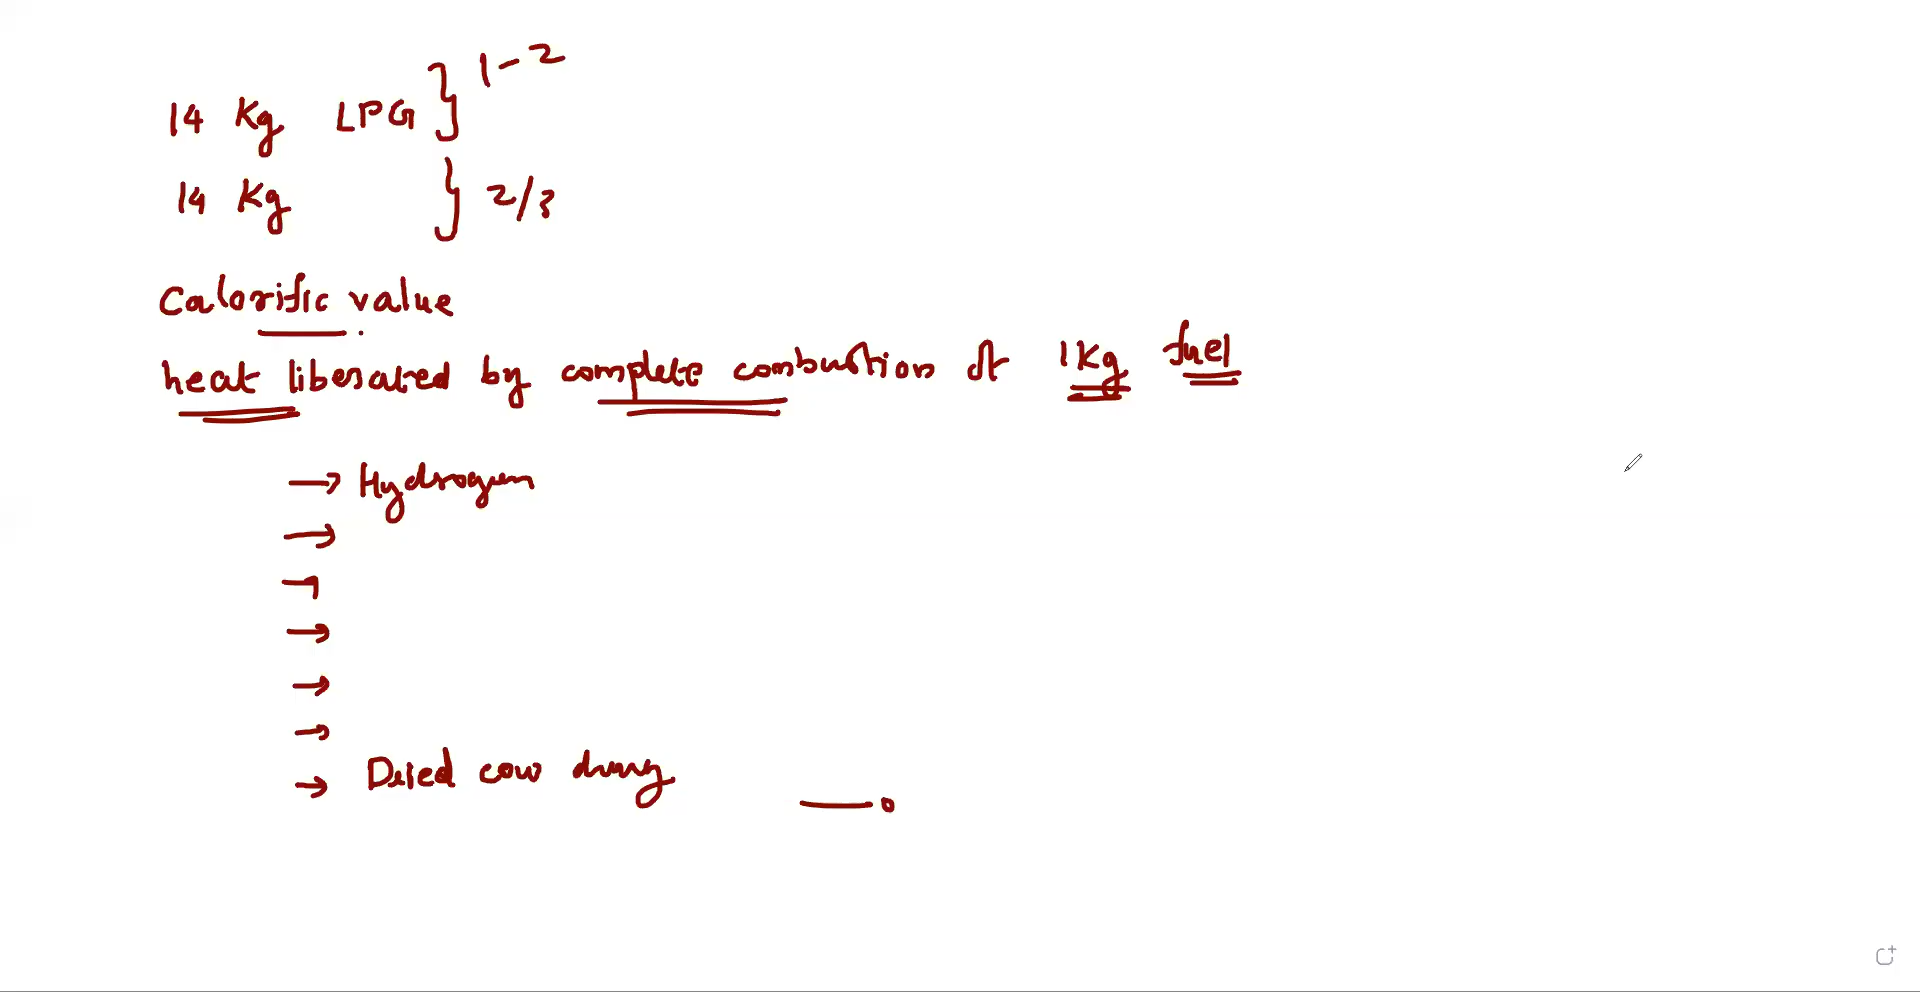 14 Kg LPG } 1-2
14 Kg } 2/3
Calorific value
heat liberated by complete combustion of 1Kg fuel
→ Hydrogen
→
→
→
→
→
→ Dried cow dung